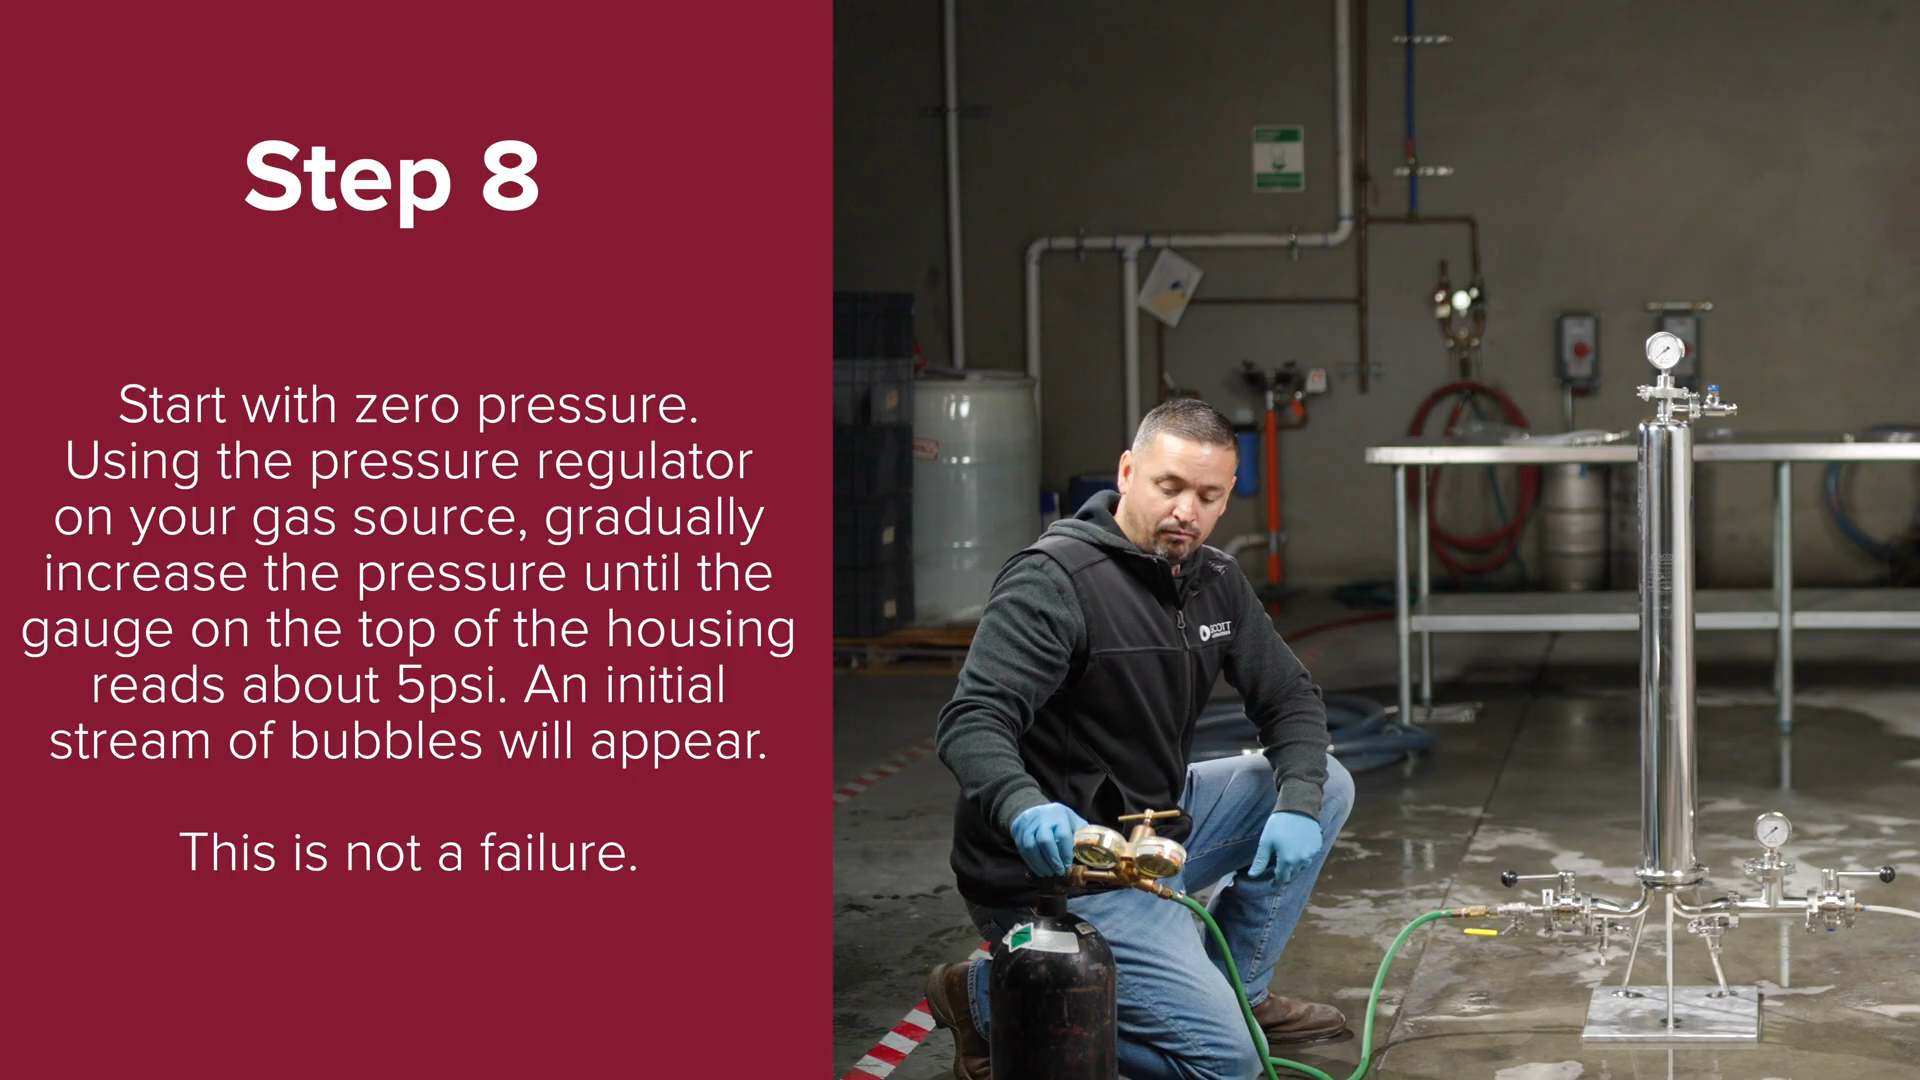 Step 8
Start with zero pressure.
Using the pressure regulator
on your gas source, gradually
increase the pressure until the
gauge on the top of the housing
reads about 5psi. An initial
stream of bubbles will appear.
This is not a failure.
SCOTT